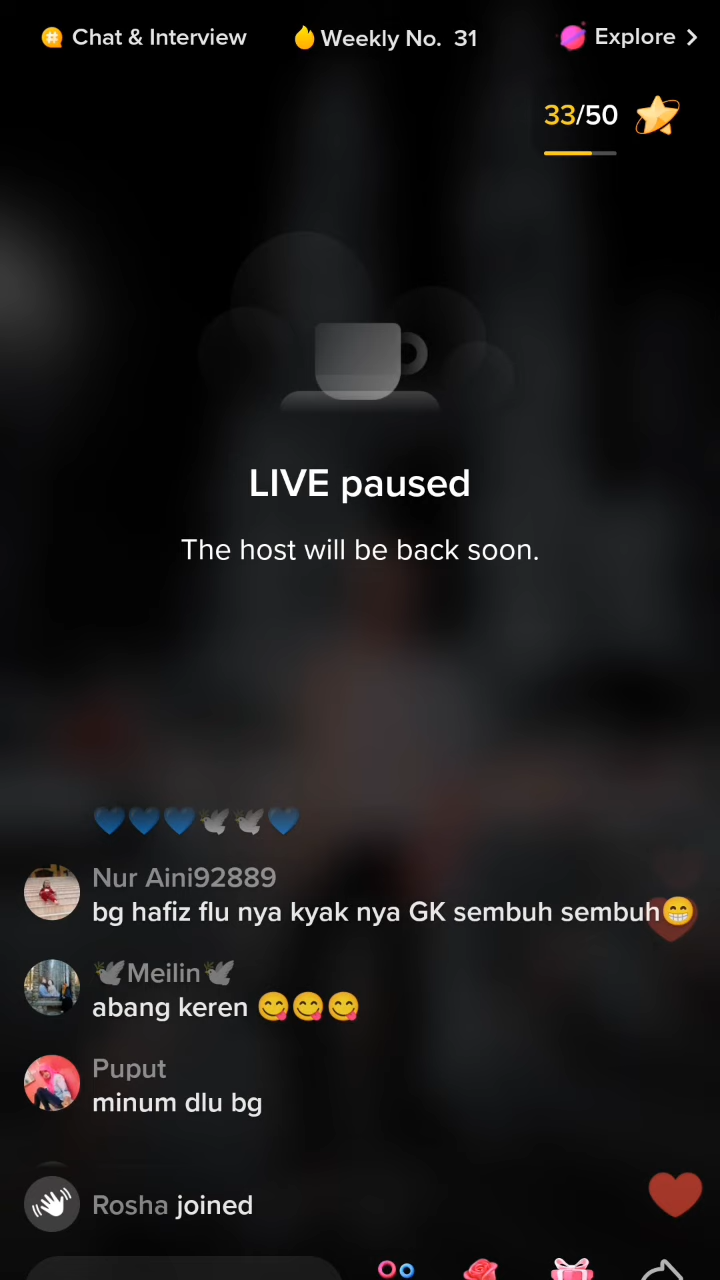 Chat & Interview
Weekly No. 31
Explore
33/50
LIVE paused
The host will be back soon.
💙💙💙🕊️🕊️💙
Nur Aini92889
bg hafiz flu nya kyak nya GK sembuh sembuh😁
🕊️Meilin🕊️
abang keren 😋😋😋
Puput
minum dlu bg
Rosha joined